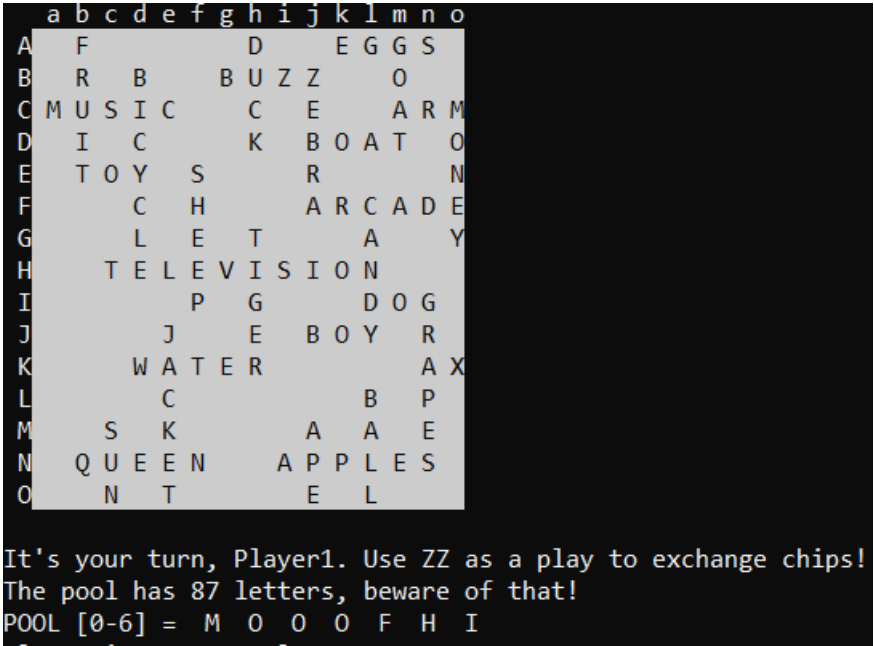 a b c d e f g h i j k l m n o
A F D E G G S
B R B B U Z Z O
C M U S I C C E A R M
D I C K B O A T O
E T O Y S R N
F C H A R C A D E
G L E T A Y
H T E L E V I S I O N
I P G D O G
J J E B O Y R
K W A T E R A X
L C B P
M S K A A E
N Q U E E N A P P L E S
O N T E L
It's your turn, Player1. Use ZZ as a play to exchange chips!
The pool has 87 letters, beware of that!
POOL [0-6] = M O O O F H I